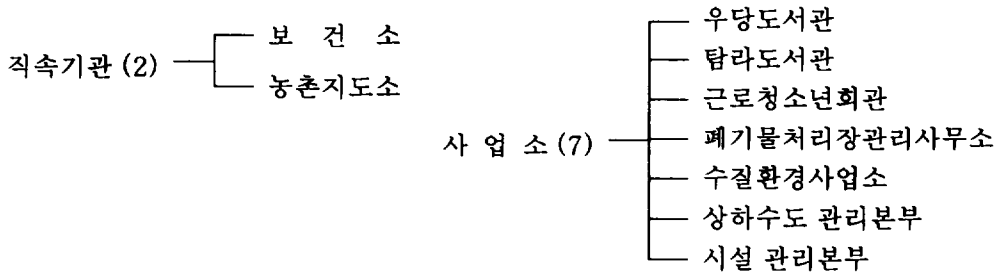 직속기관 (2)
보 건 소
농촌지도소
사 업 소 (7)
우당도서관
탐라도서관
근로청소년회관
폐기물처리장관리사무소
수질환경사업소
상하수도 관리본부
시설 관리본부